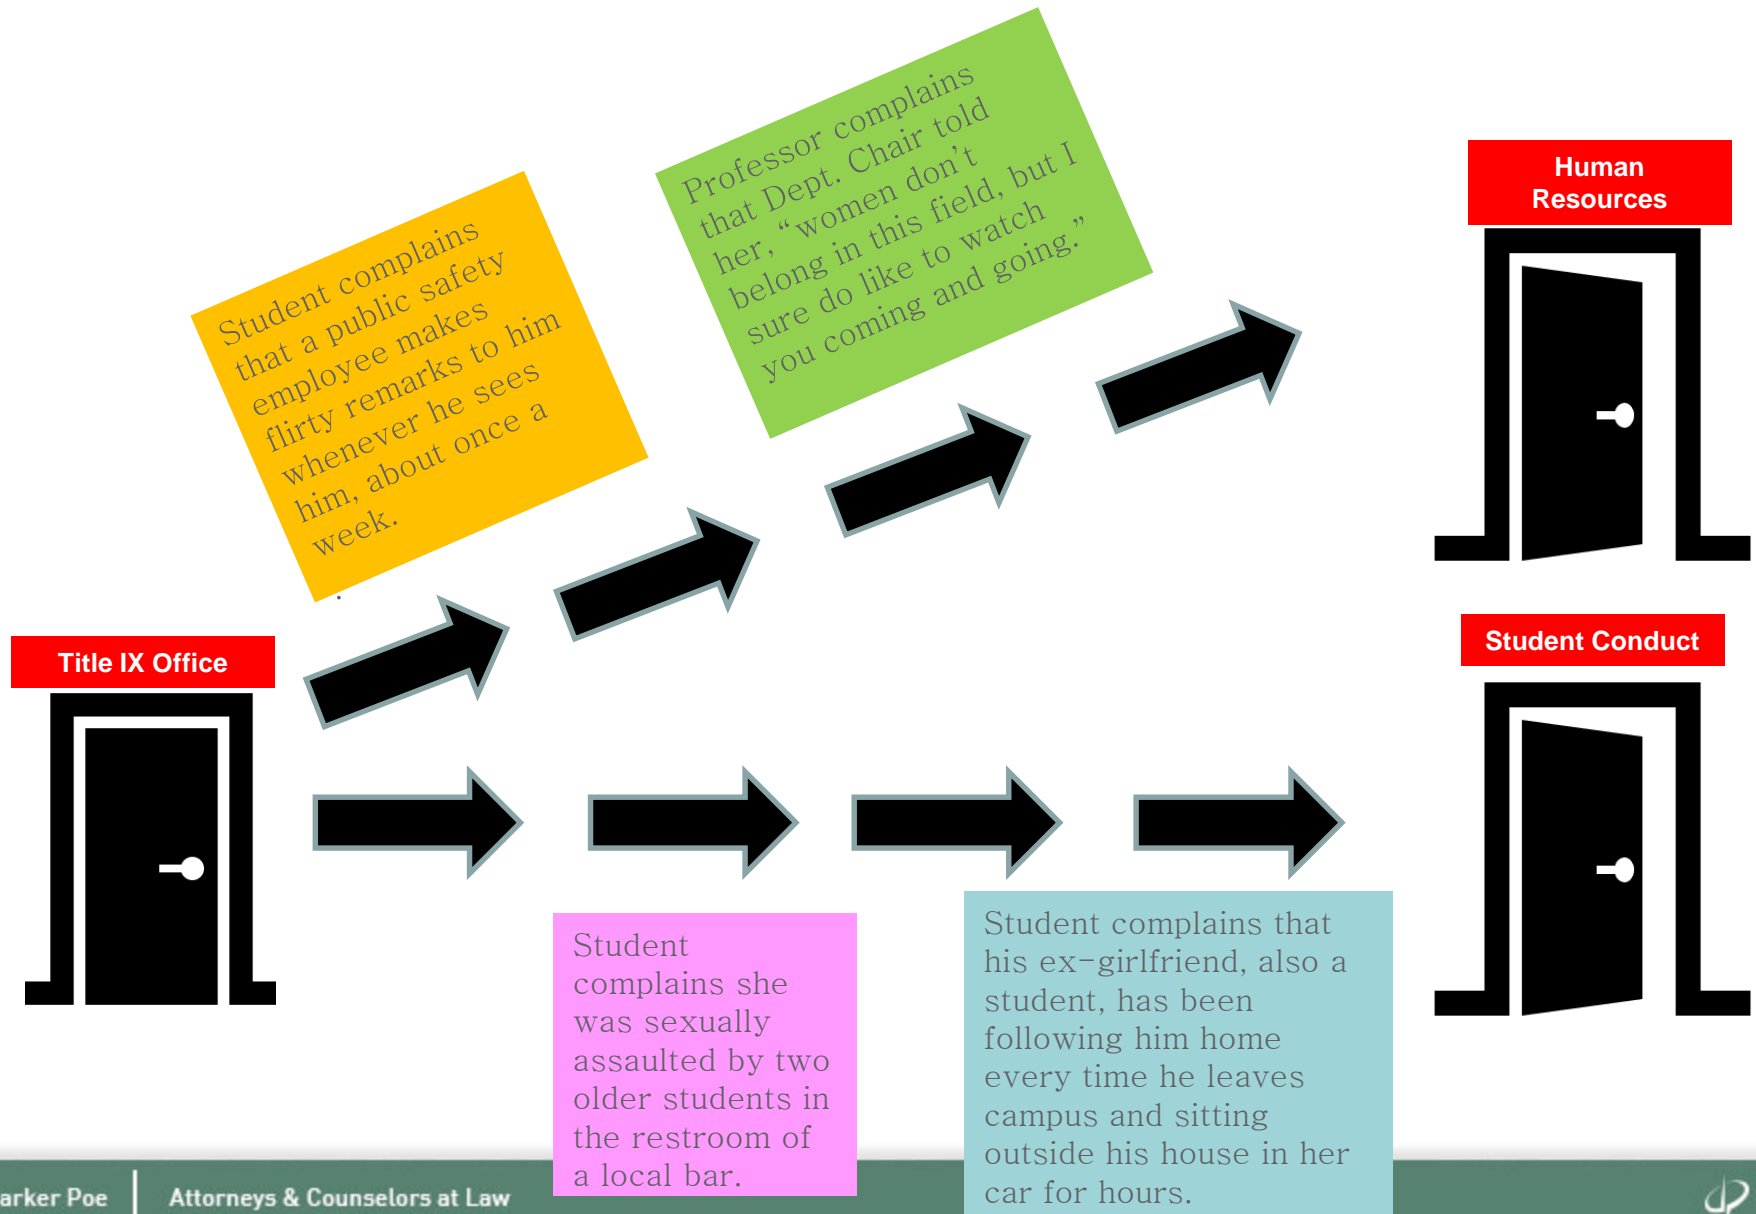 Student complains
that a public safety
employee makes
flirty remarks to him
whenever he sees
him, about once a
week.
.
Professor complains
that Dept. Chair told
her, “women don’t
belong in this field, but I
sure do like to watch
you coming and going.”
Human
Resources
Title IX Office
Student Conduct
Student
complains she
was sexually
assaulted by two
older students in
the restroom of
a local bar.
Student complains that
his ex-girlfriend, also a
student, has been
following him home
every time he leaves
campus and sitting
outside his house in her
car for hours.
arker Poe
Attorneys & Counselors at Law